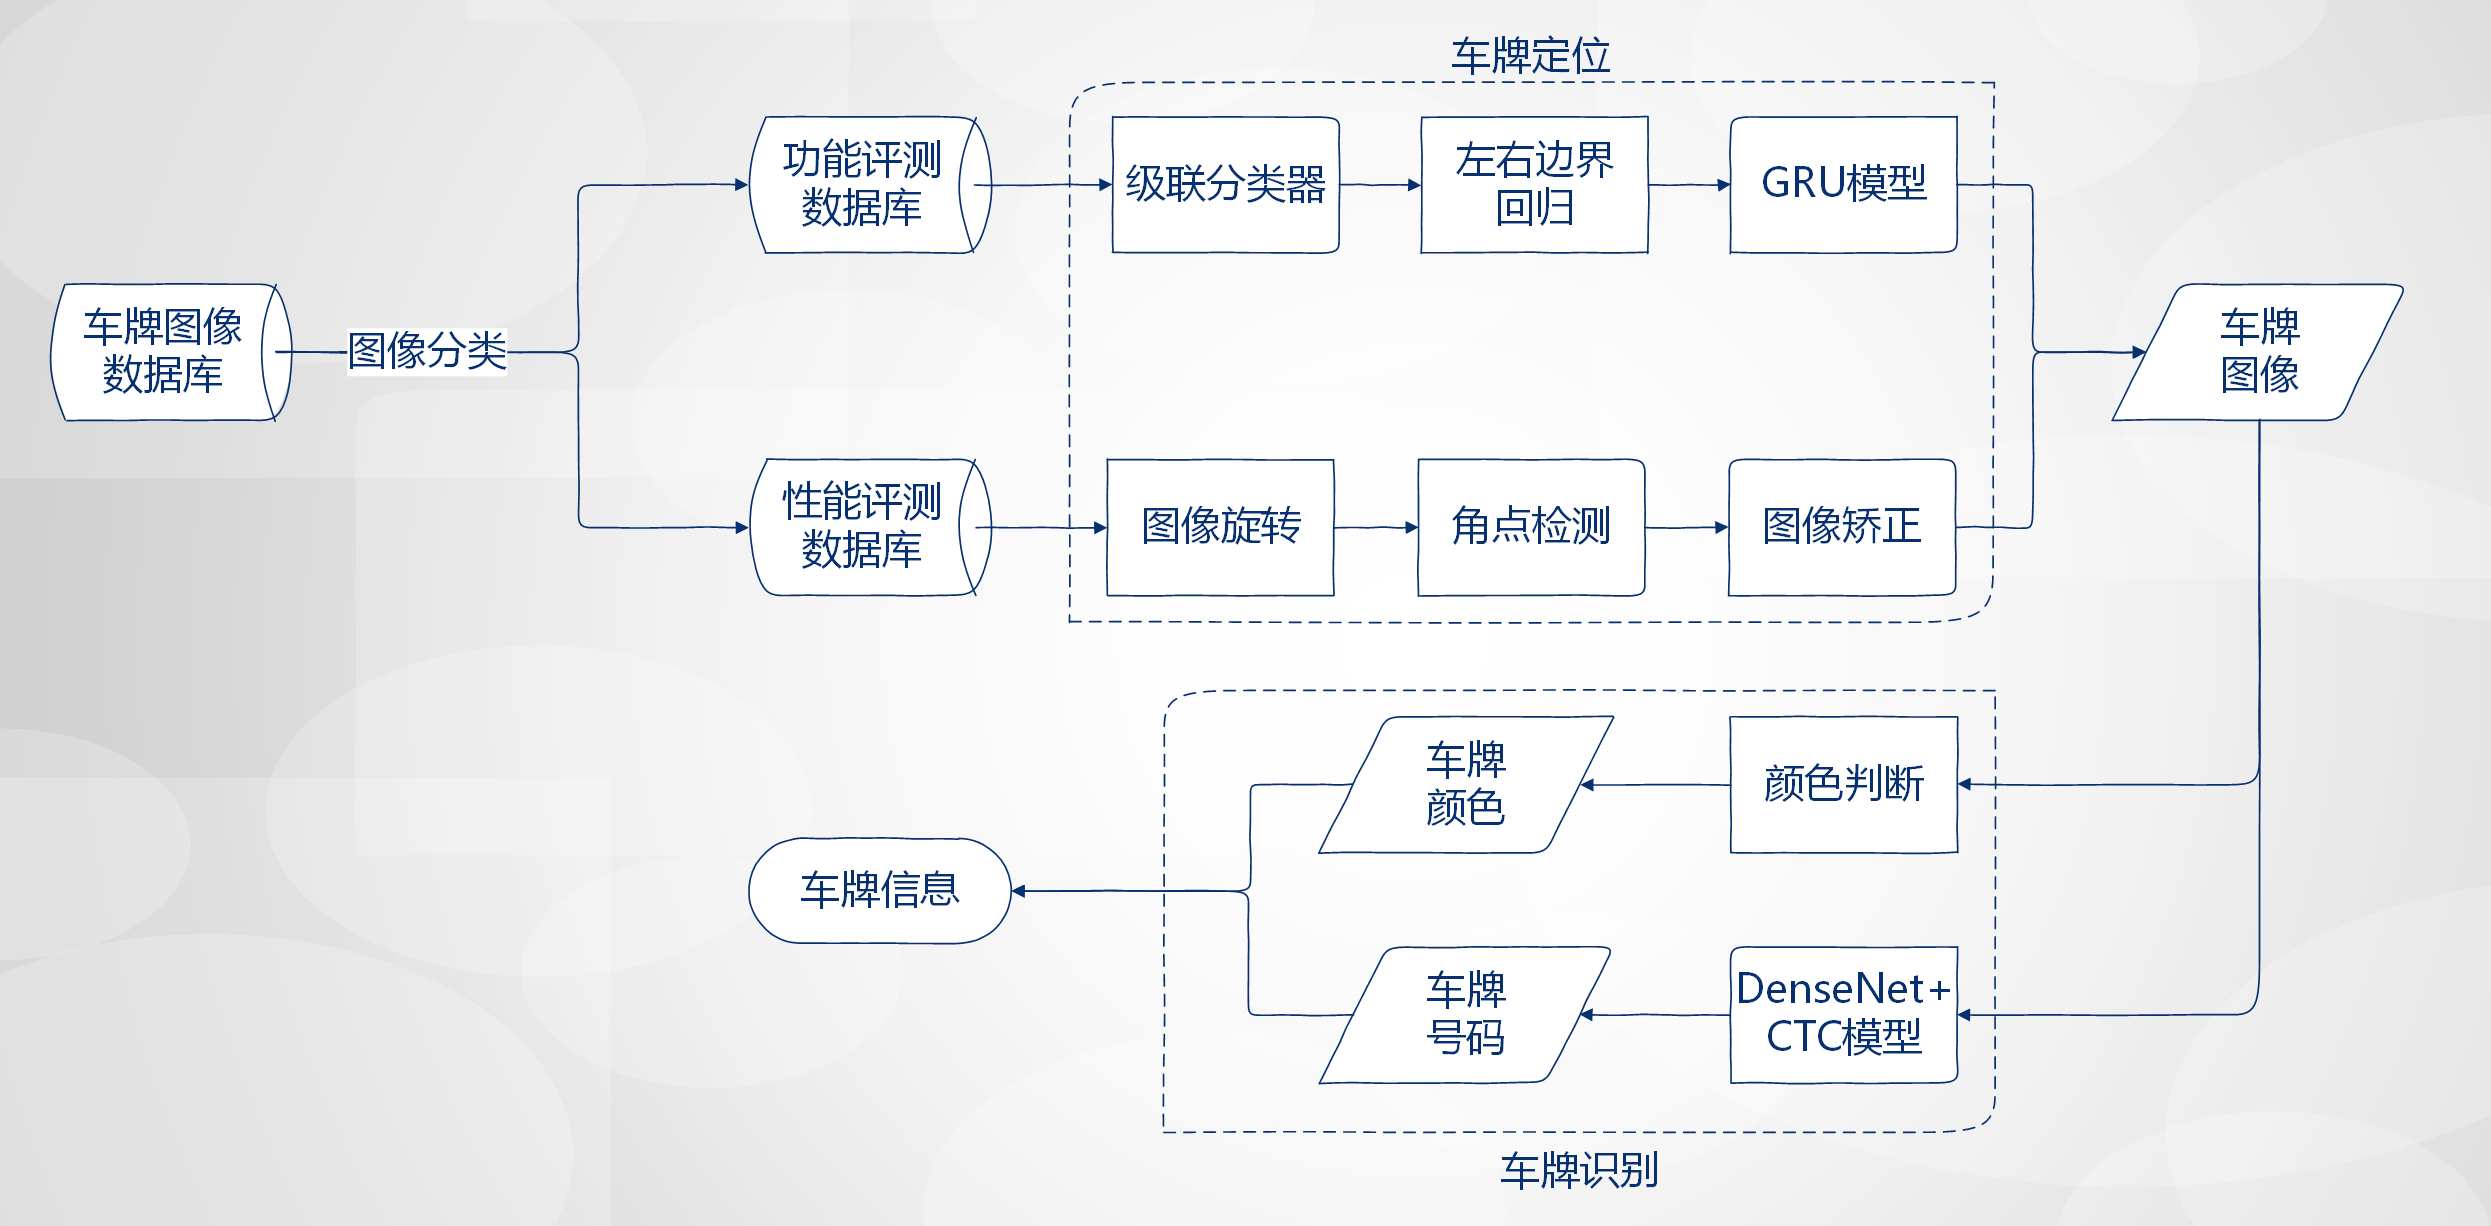 车牌定位
功能评测
数据库
级联分类器
左右边界
回归
GRU模型
车牌图像
数据库
图像分类
车牌
图像
性能评测
数据库
图像旋转
角点检测
图像矫正
车牌
颜色
颜色判断
车牌信息
车牌
号码
DenseNet+
CTC模型
车牌识别